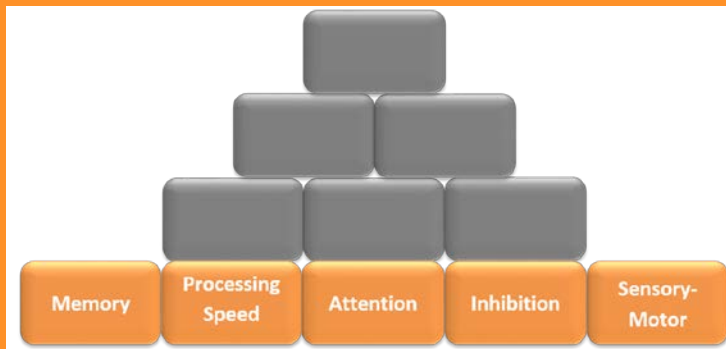 Memory
Processing
Speed
Attention
Inhibition
Sensory-
Motor